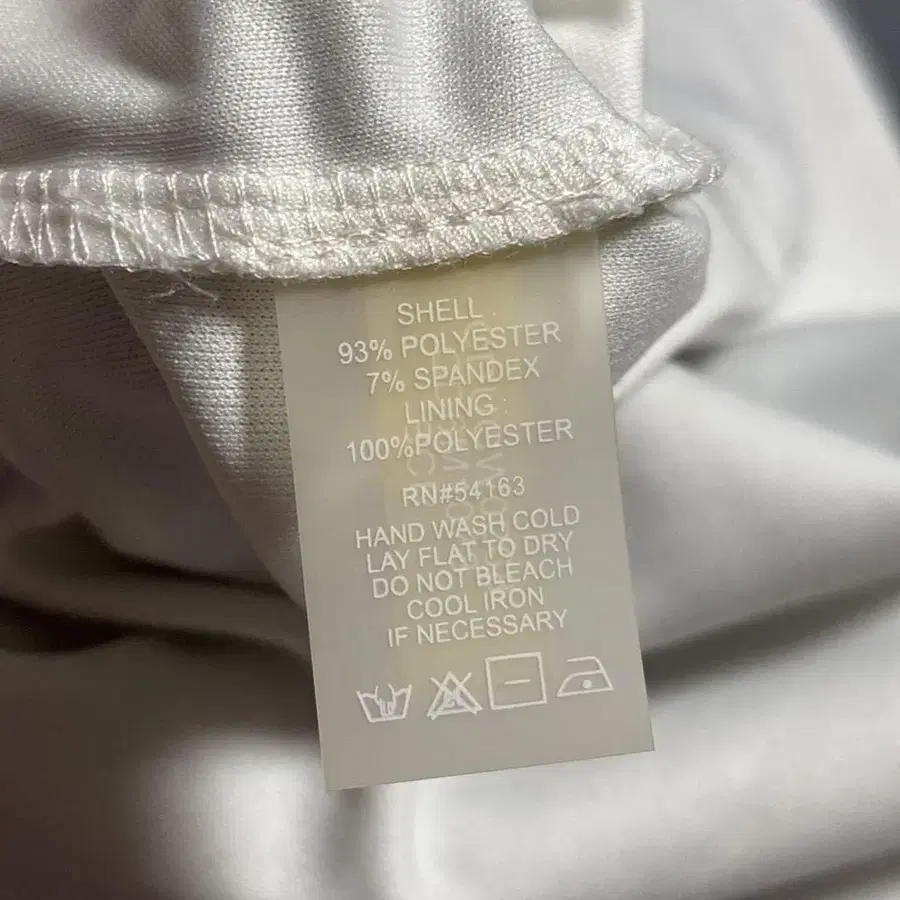 SHELL :
93% POLYESTER
7% SPANDEX
LINING :
100%POLYESTER
RN#54163
HAND WASH COLD
LAY FLAT TO DRY
DO NOT BLEACH
COOL IRON
IF NECESSARY